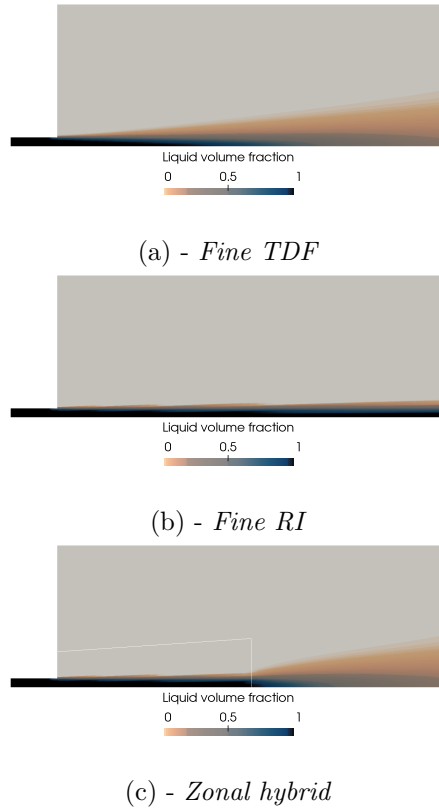 Liquid volume fraction
0 0.5 1
(a) - Fine TDF
Liquid volume fraction
0 0.5 1
(b) - Fine RI
Liquid volume fraction
0 0.5 1
(c) - Zonal hybrid